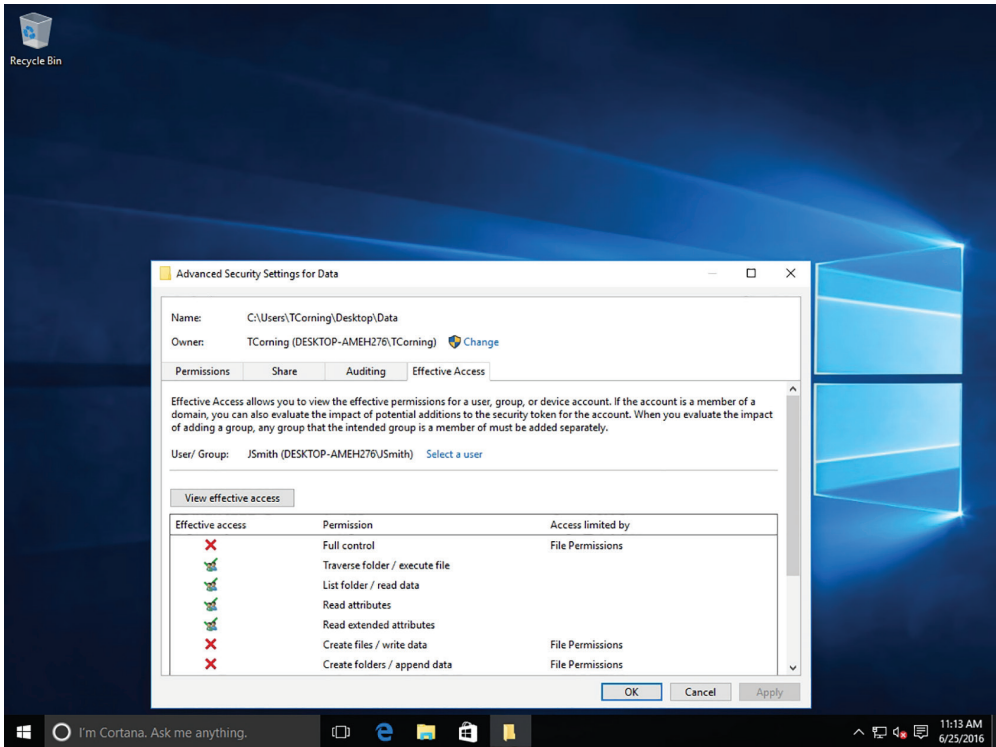 Recycle Bin
Advanced Security Settings for Data
Name: C:\Users\TCorning\Desktop\Data
Owner: TCorning (DESKTOP-AMEH276\TCorning) Change
Permissions Share Auditing Effective Access
Effective Access allows you to view the effective permissions for a user, group, or device account. If the account is a member of a
domain, you can also evaluate the impact of potential additions to the security token for the account. When you evaluate the impact
of adding a group, any group that the intended group is a member of must be added separately.
User/ Group: JSmith (DESKTOP-AMEH276\JSmith) Select a user
View effective access
Effective access Permission Access limited by
Full control File Permissions
Traverse folder / execute file
List folder / read data
Read attributes
Read extended attributes
Create files / write data File Permissions
Create folders / append data File Permissions
OK Cancel Apply
I'm Cortana. Ask me anything.
11:13 AM
6/25/2016